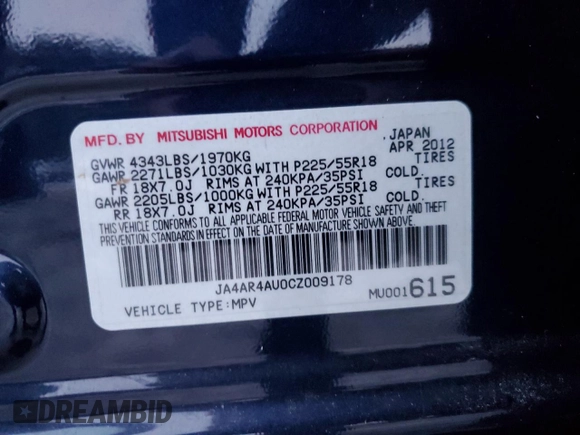 MFD. BY MITSUBISHI MOTORS CORPORATION
JAPAN
GVWR 4343LBS/1970KG APR 2012
GAWR 2271LBS/1030KG WITH P225/55R18 TIRES
FR 18X7.0J RIMS AT 240KPA/35PSI COLD.
GAWR 2205LBS/1000KG WITH P225/55R18 TIRES
RR 18X7.0J RIMS AT 240KPA/35PSI COLD.
THIS VEHICLE CONFORMS TO ALL APPLICABLE FEDERAL MOTOR VEHICLE SAFETY AND THEFT
PREVENTION STANDARDS IN EFFECT ON THE DATE OF MANUFACTURE SHOWN ABOVE.
JA4AR4AU0CZ009178
VEHICLE TYPE:MPV MU001615
DREAMBID